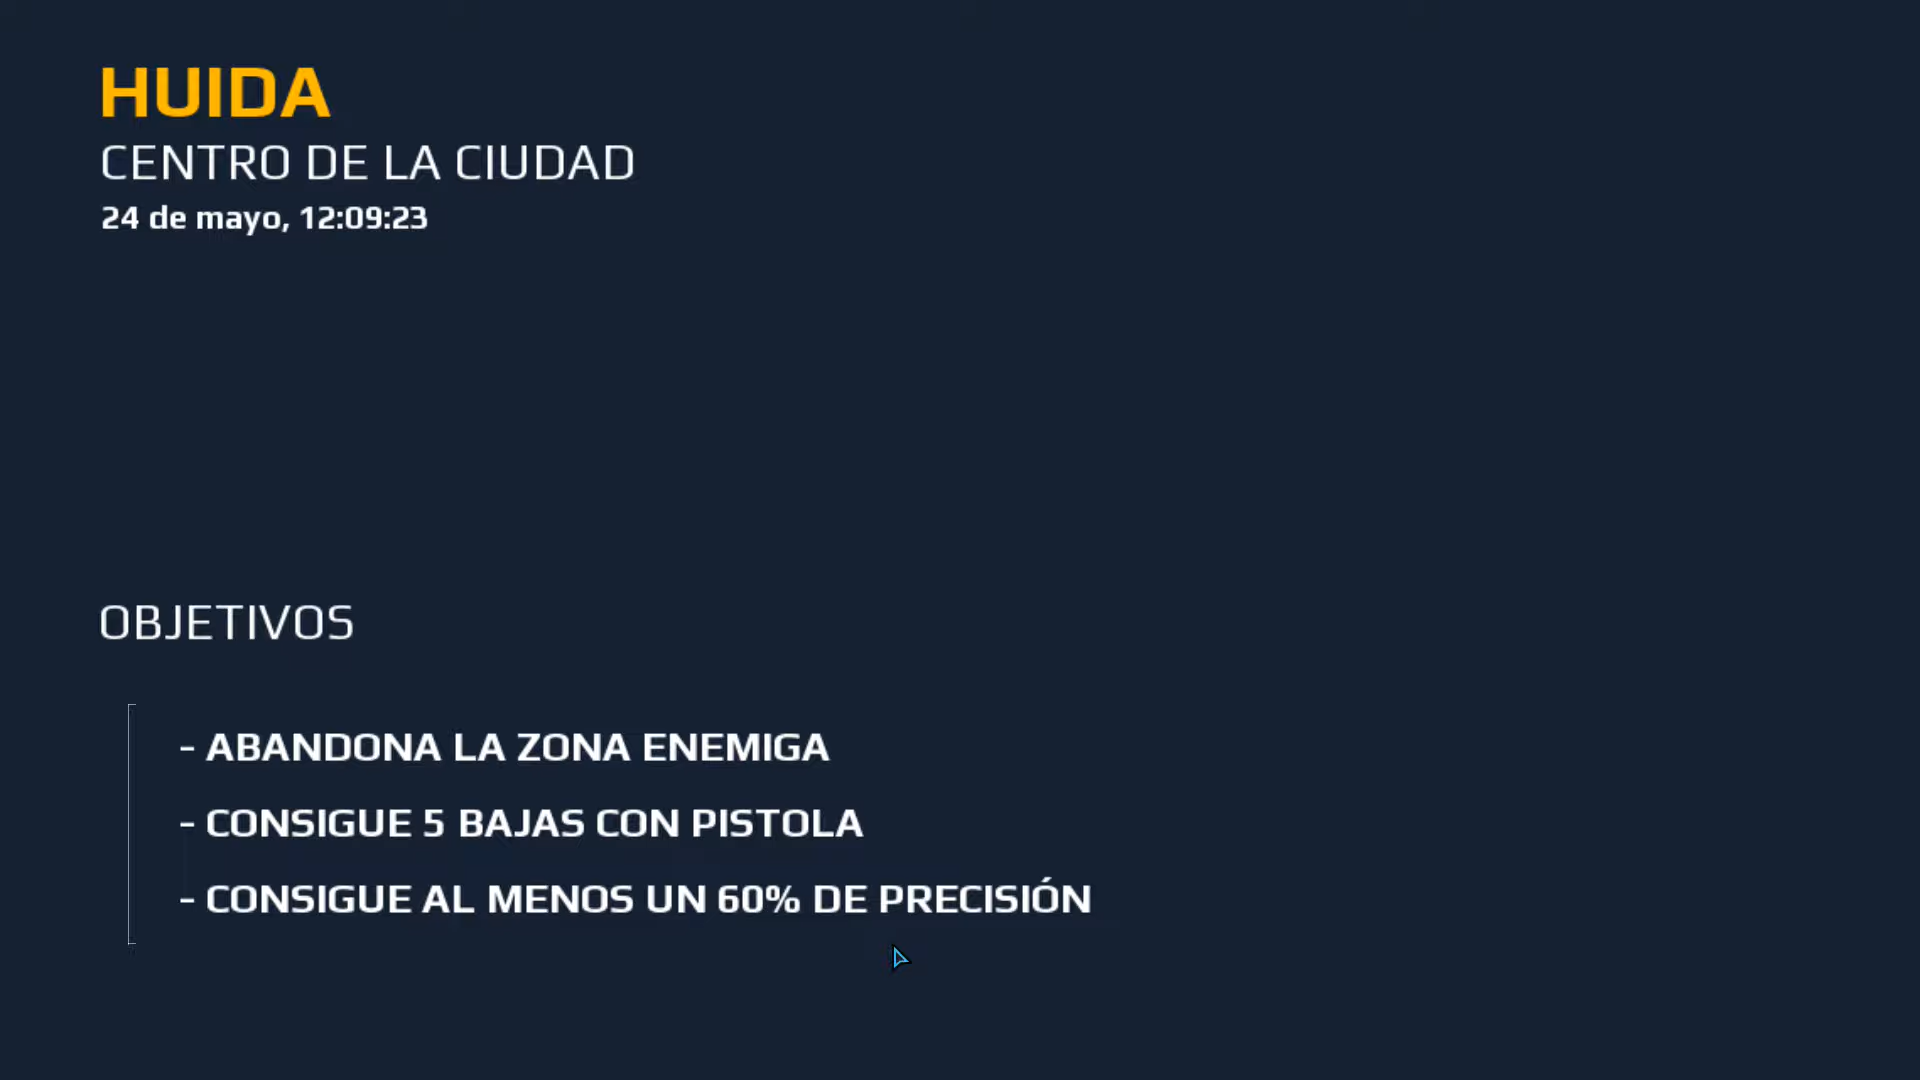 HUIDA
CENTRO DE LA CIUDAD
24 de mayo, 12:09:23
OBJETIVOS
- ABANDONA LA ZONA ENEMIGA
- CONSIGUE 5 BAJAS CON PISTOLA
- CONSIGUE AL MENOS UN 60% DE PRECISIÓN